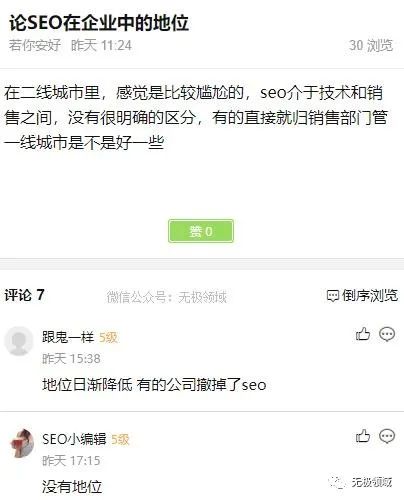 论SEO在企业中的地位
若你安好 昨天 11:24 30 浏览
在二线城市里，感觉是比较尴尬的，seo介于技术和销
售之间，没有很明确的区分，有的直接就归销售部门管
一线城市是不是好一些
赞 0
评论 7 微信公众号：无极领域 倒序浏览
跟鬼一样 5级
昨天 15:38
地位日渐降低 有的公司撤掉了seo
SEO小编辑 5级
昨天 17:15
没有地位
无极领域